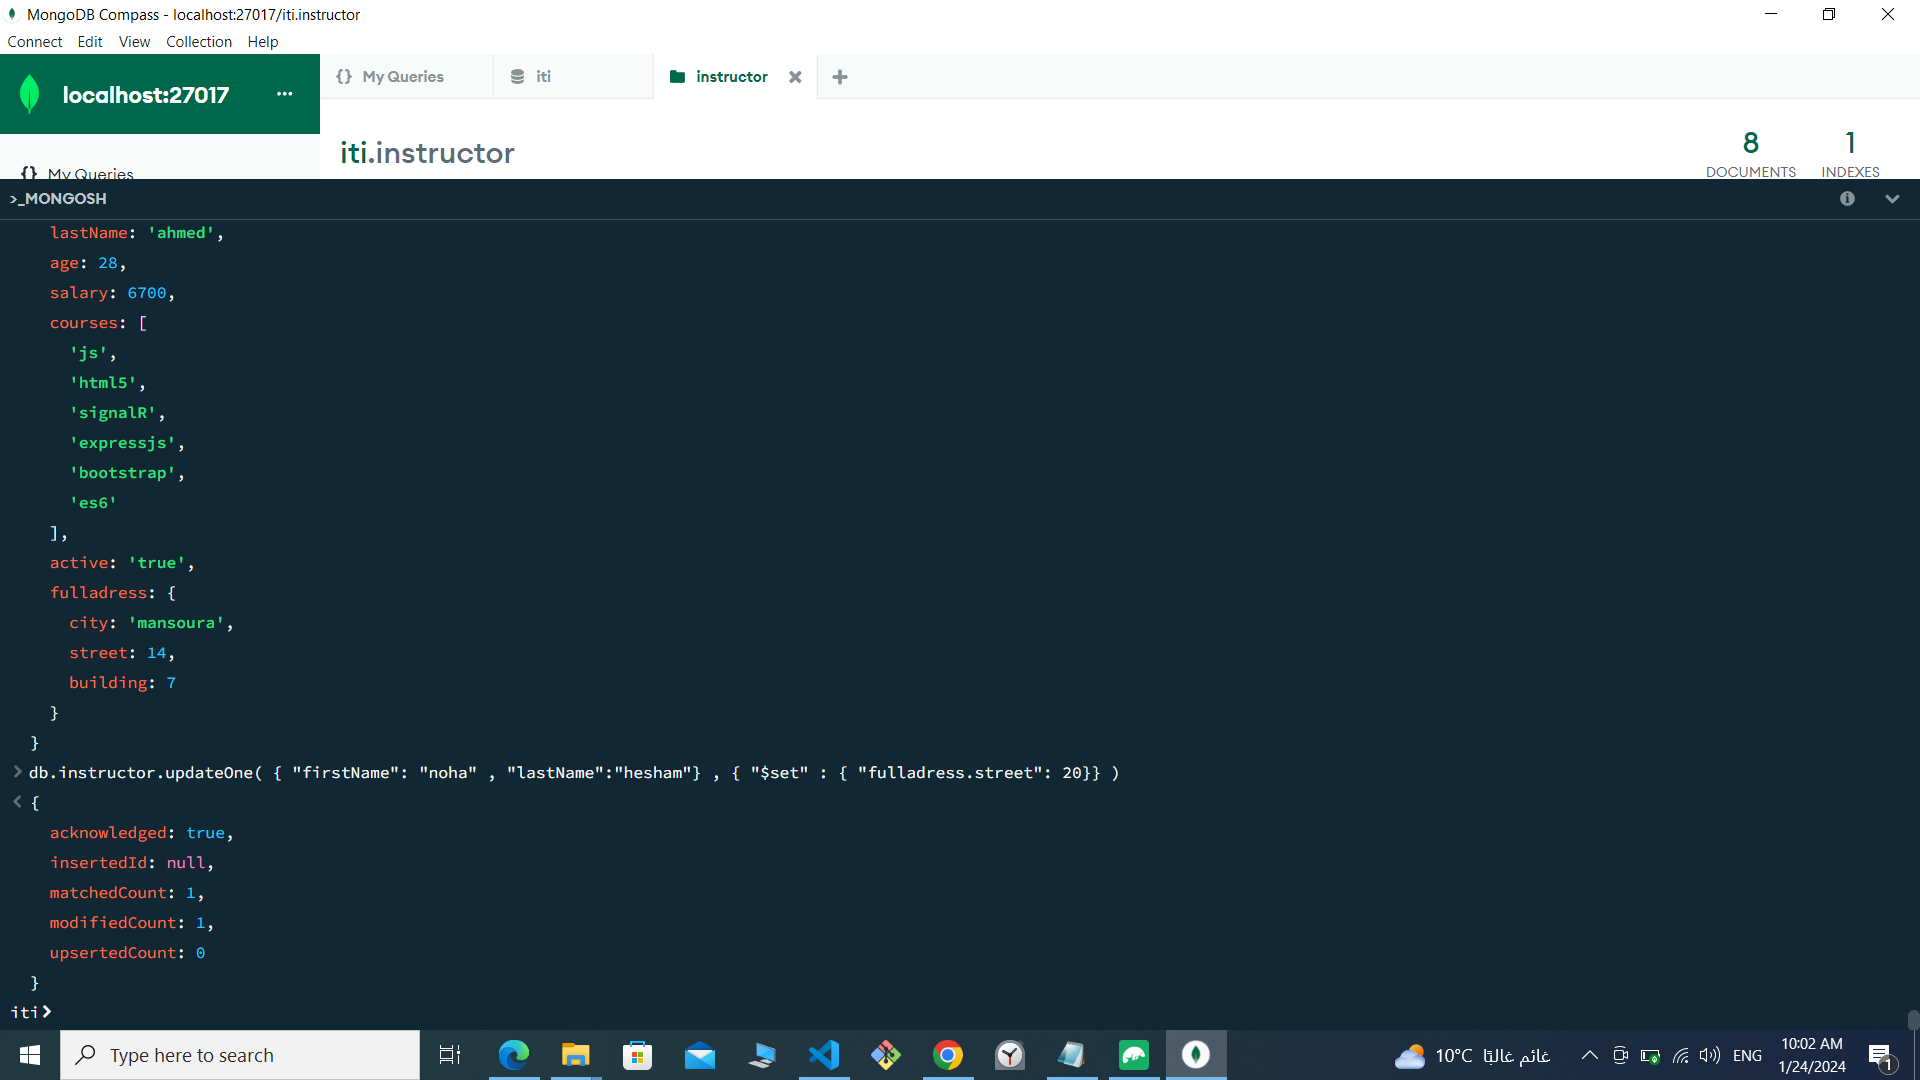 MongoDB Compass - localhost:27017/iti.instructor
Connect Edit View Collection Help
localhost:27017 ...
{} My Queries
iti
instructor
iti.instructor
8
DOCUMENTS
1
INDEXES
{} My Queries
>_MONGOSH
lastName: 'ahmed',
age: 28,
salary: 6700,
courses: [
'js',
'html5',
'signalR',
'expressjs',
'bootstrap',
'es6'
],
active: 'true',
fulladress: {
city: 'mansoura',
street: 14,
building: 7
}
}
> db.instructor.updateOne( { "firstName": "noha" , "lastName":"hesham"} , { "$set" : { "fulladress.street": 20}} )
< {
acknowledged: true,
insertedId: null,
matchedCount: 1,
modifiedCount: 1,
upsertedCount: 0
}
iti>
Type here to search
10°C غائم غالبًا
ENG
10:02 AM
1/24/2024
1